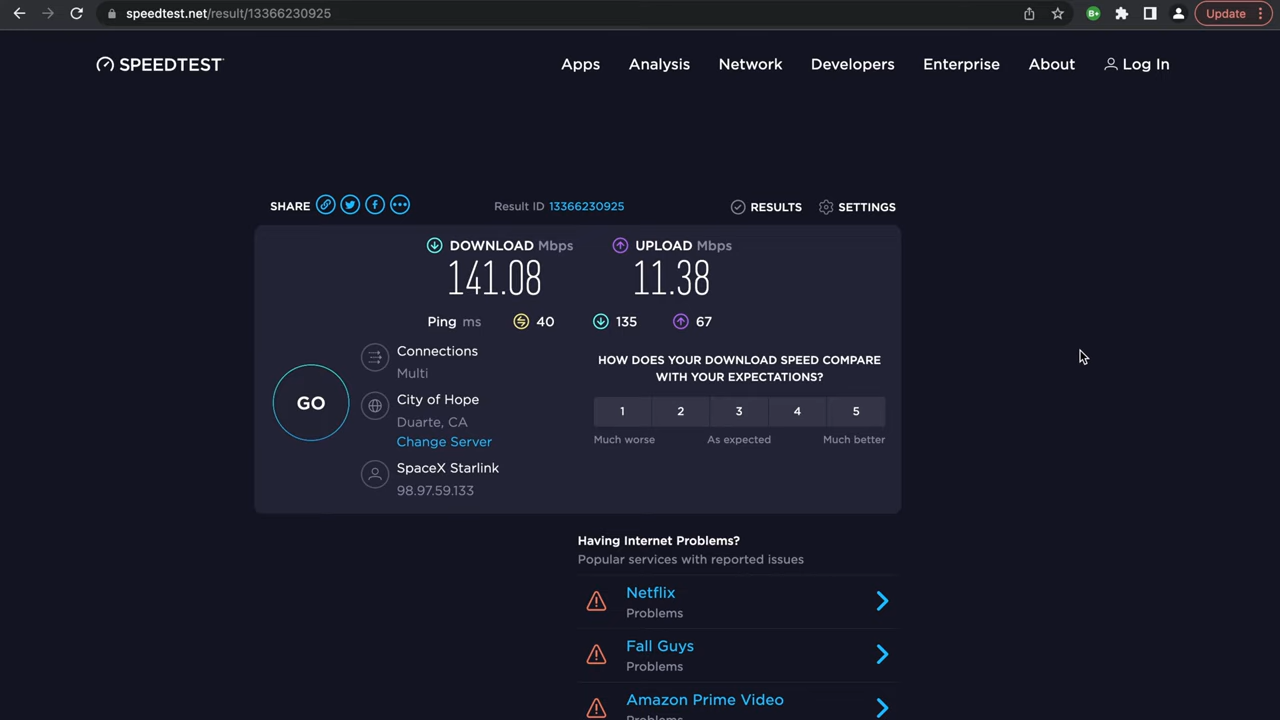 speedtest.net/result/13366230925
Update
SPEEDTEST
Apps Analysis Network Developers Enterprise About Log In
SHARE Result ID 13366230925 RESULTS SETTINGS
DOWNLOAD Mbps UPLOAD Mbps
141.08 11.38
Ping ms 40 135 67
Connections
Multi
City of Hope
Duarte, CA
Change Server
SpaceX Starlink
98.97.59.133
GO
HOW DOES YOUR DOWNLOAD SPEED COMPARE
WITH YOUR EXPECTATIONS?
1 2 3 4 5
Much worse As expected Much better
Having Internet Problems?
Popular services with reported issues
Netflix
Problems
Fall Guys
Problems
Amazon Prime Video
Problems